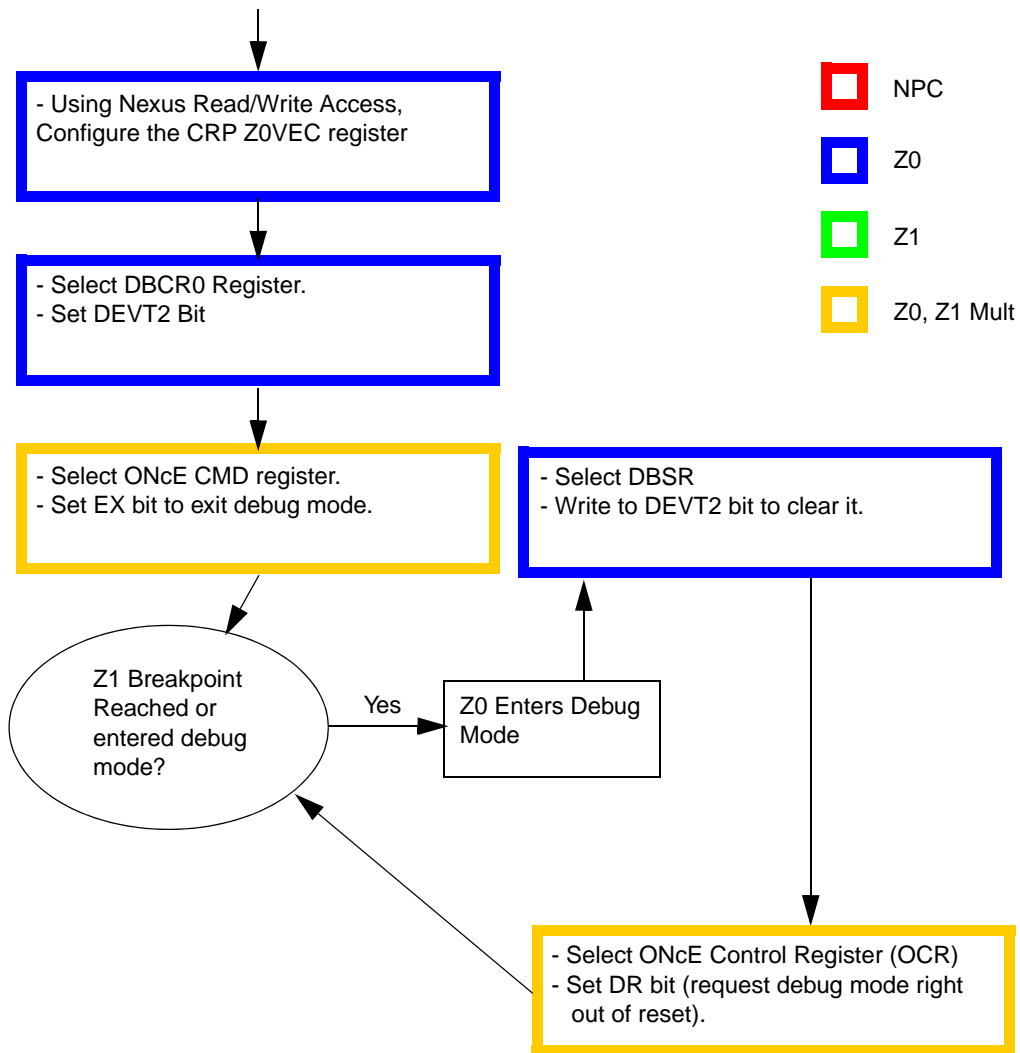 - Using Nexus Read/Write Access,
Configure the CRP Z0VEC register
- Select DBCR0 Register.
- Set DEVT2 Bit
- Select ONcE CMD register.
- Set EX bit to exit debug mode.
- Select DBSR
- Write to DEVT2 bit to clear it.
Z1 Breakpoint
Reached or
entered debug
mode?
Yes
Z0 Enters Debug
Mode
- Select ONcE Control Register (OCR)
- Set DR bit (request debug mode right
out of reset).
NPC
Z0
Z1
Z0, Z1 Mult